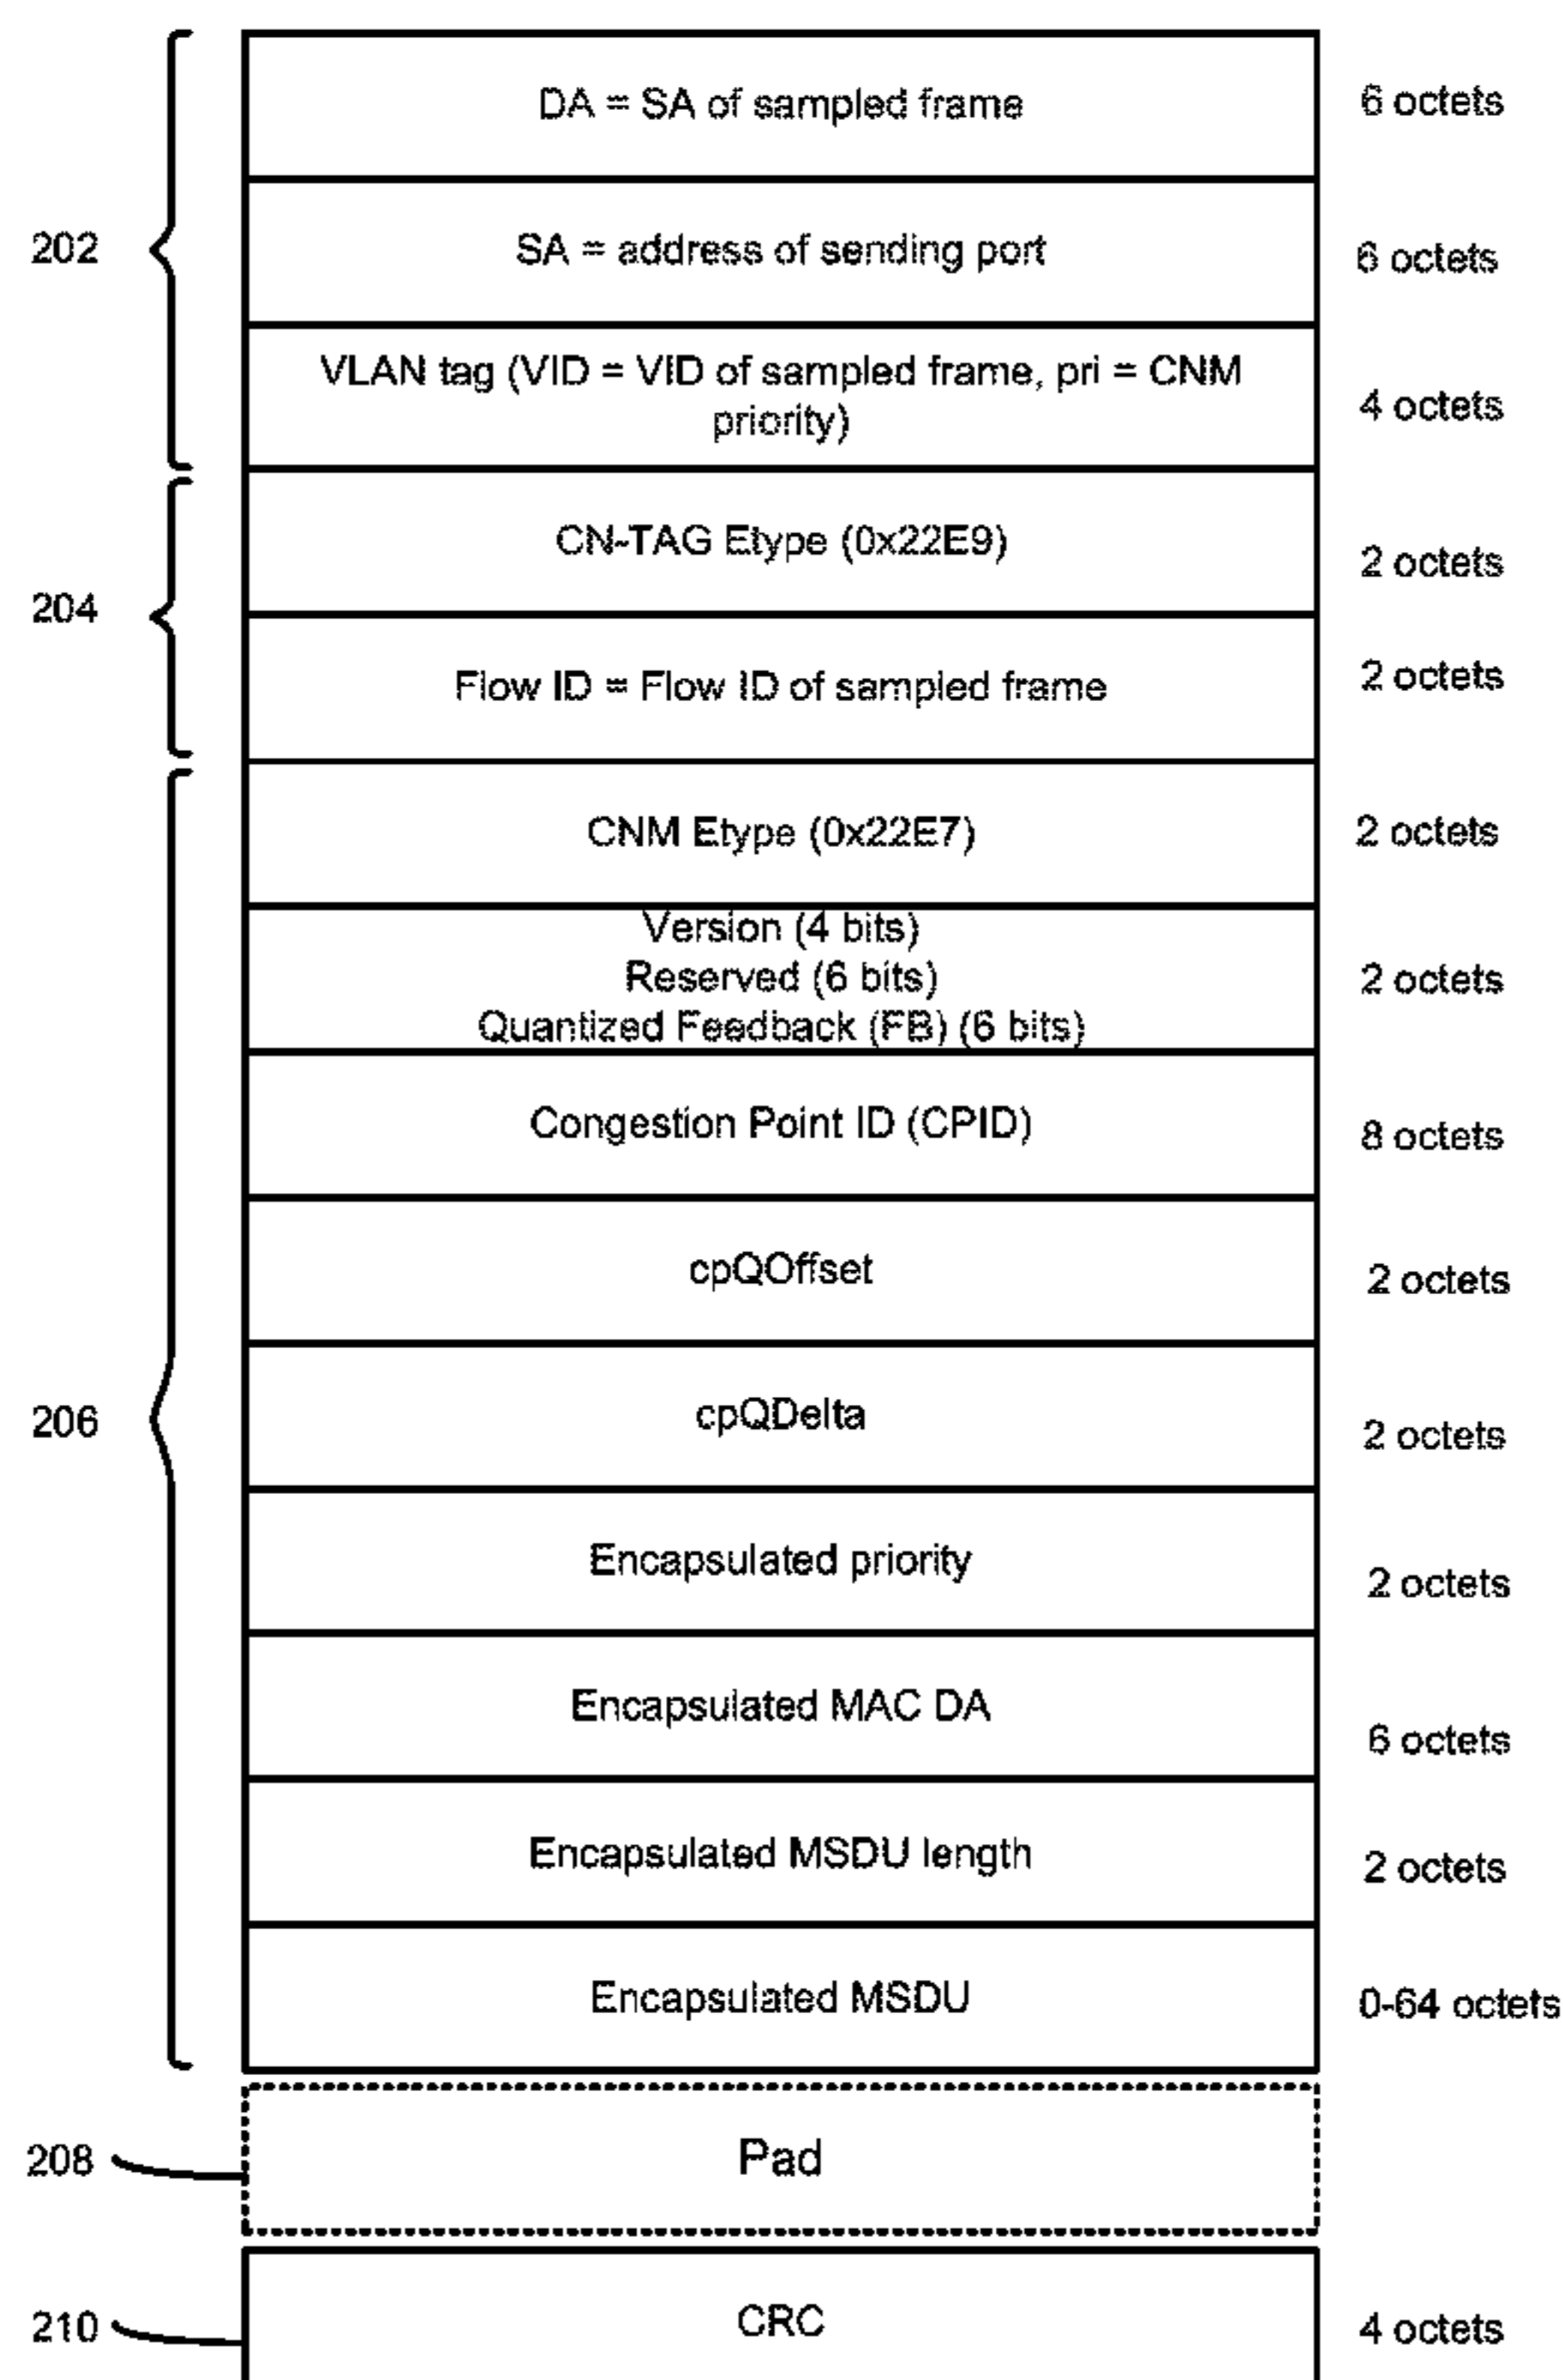 DA = SA of sampled frame
6 octets
202
SA = address of sending port
6 octets
VLAN tag (VID = VID of sampled frame, pri = CNM
priority)
4 octets
CN-TAG Etype (0x22E9)
2 octets
204
Flow ID = Flow ID of sampled frame
2 octets
CNM Etype (0x22E7)
2 octets
Version (4 bits)
Reserved (6 bits)
Quantized Feedback (FB) (6 bits)
2 octets
Congestion Point ID (CPID)
8 octets
cpQOffset
2 octets
206
cpQDelta
2 octets
Encapsulated priority
2 octets
Encapsulated MAC DA
6 octets
Encapsulated MSDU length
2 octets
Encapsulated MSDU
0-64 octets
208
Pad
210
CRC
4 octets